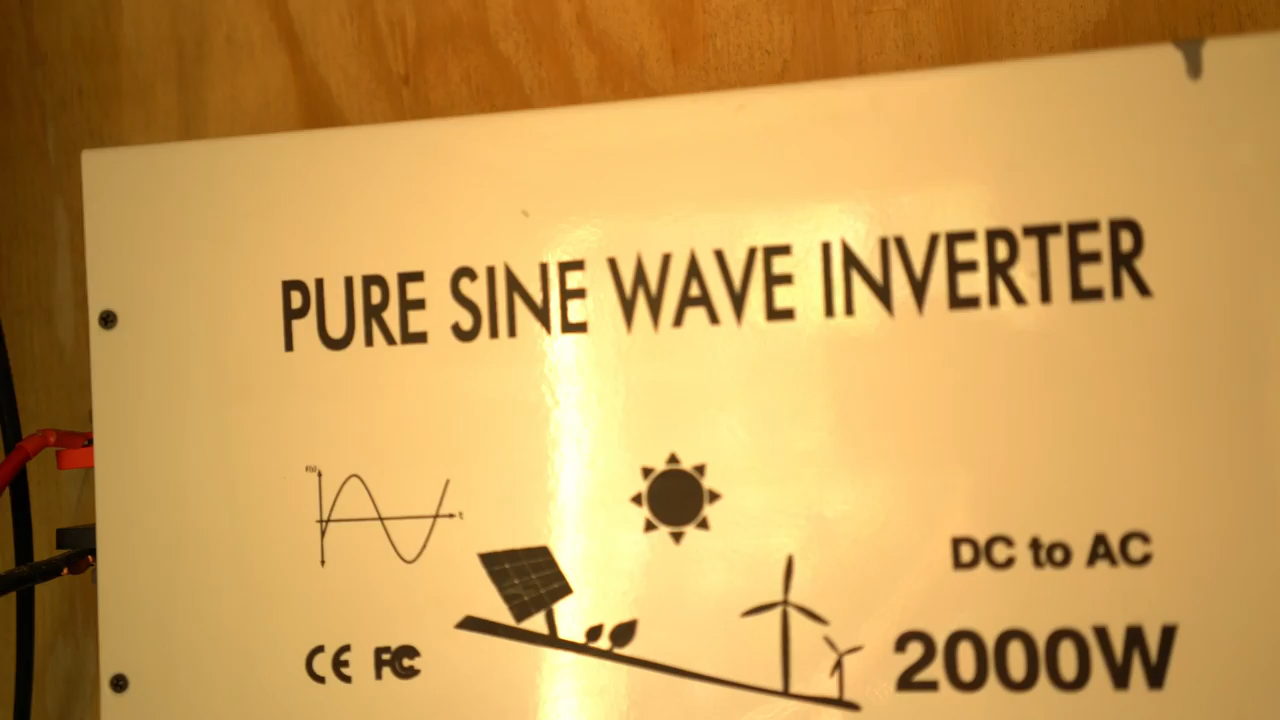 PURE SINE WAVE INVERTER
f(x)
t
DC to AC
CE FC
2000W